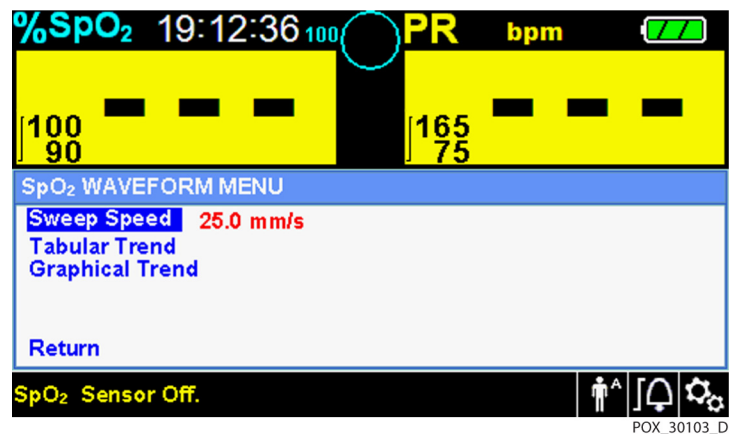 %SpO₂ 19:12:36 100 PR bpm
100 --- 165 ---
90 75
SpO₂ WAVEFORM MENU
Sweep Speed 25.0 mm/s
Tabular Trend
Graphical Trend
Return
SpO₂ Sensor Off.
A
POX_30103_D